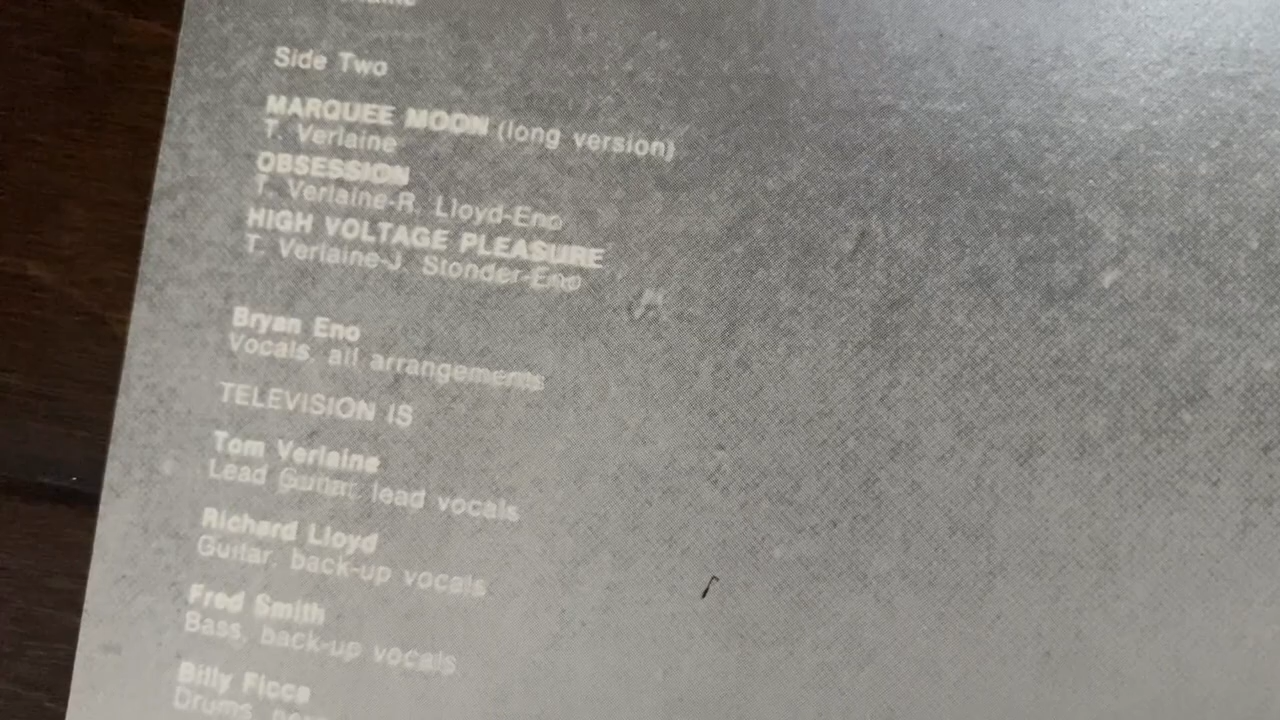 Side Two
MARQUEE MOON (long version)
T. Verlaine
OBSESSION
T. Verlaine-R. Lloyd-Eno
HIGH VOLTAGE PLEASURE
T. Verlaine-J. Stonder-Eno
Bryan Eno
Vocals, all arrangements
TELEVISION IS
Tom Verlaine
Lead Guitar, lead vocals
Richard Lloyd
Guitar, back-up vocals
Fred Smith
Bass, back-up vocals
Billy Ficca
Drums,